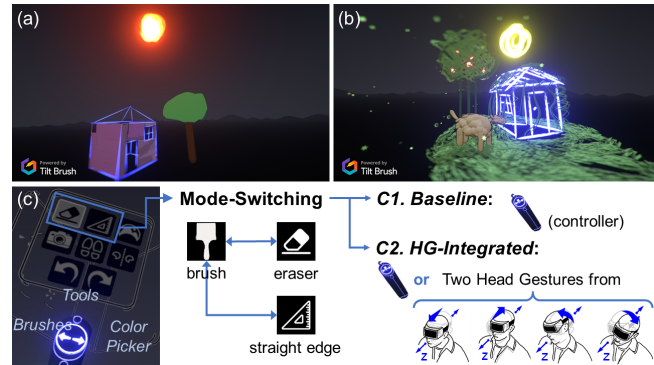 (a)
Powered by
Tilt Brush
(b)
Powered by
Tilt Brush
(c)
Tools
Brushes
Color
Picker
Mode-Switching
brush
eraser
straight edge
C1. Baseline:
(controller)
C2. HG-Integrated:
or Two Head Gestures from
Z
Z
Z
Z